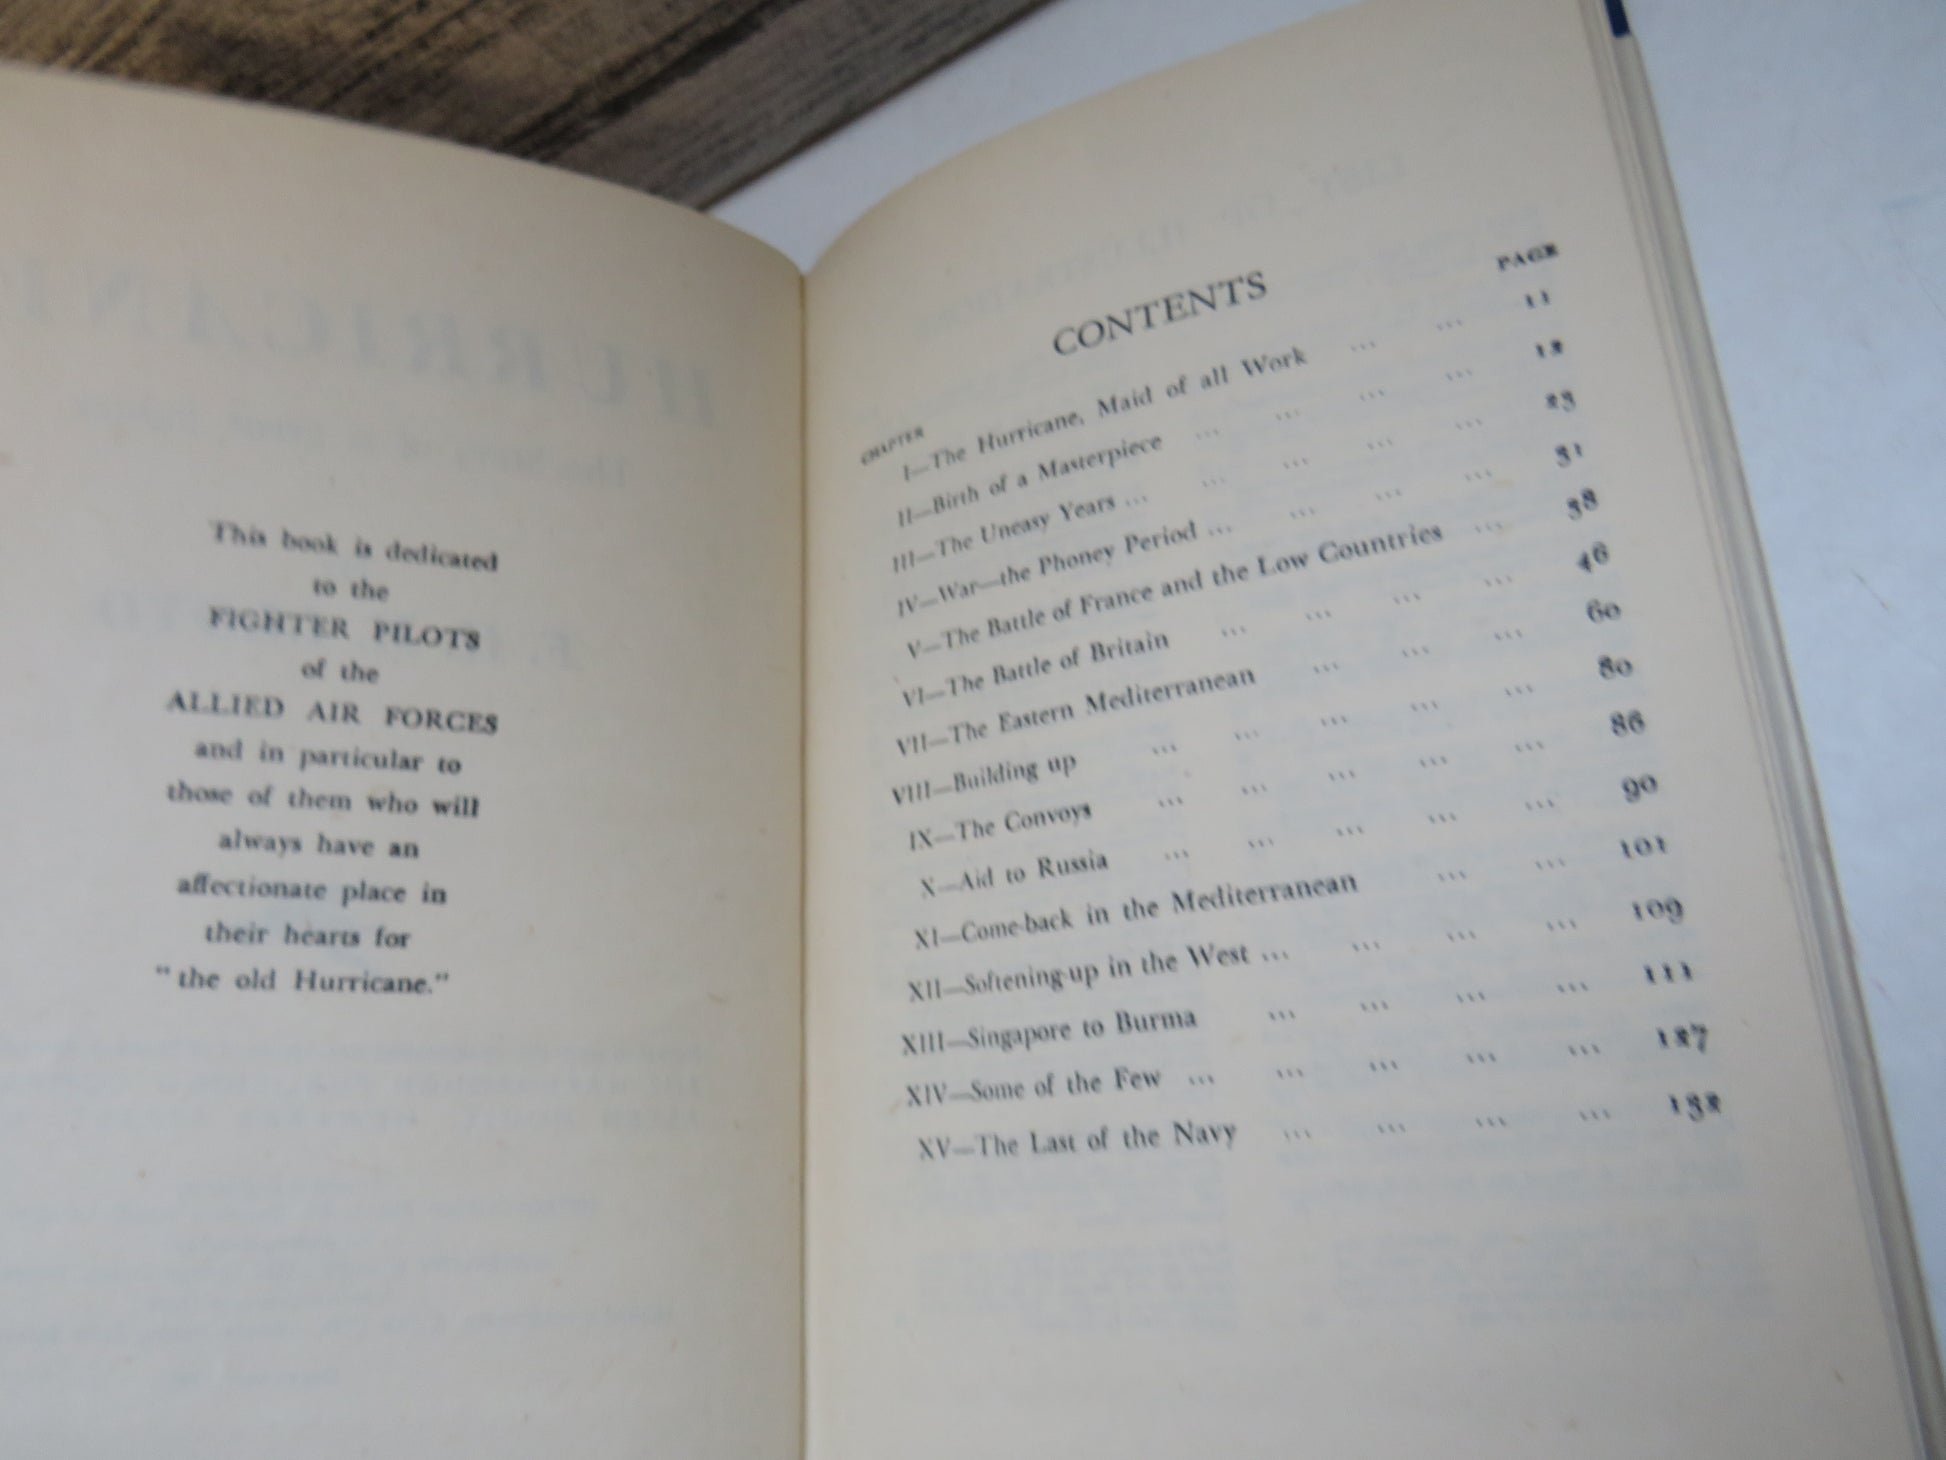 This book is dedicated
to the
FIGHTER PILOTS
of the
ALLIED AIR FORCES
and in particular to
those of them who will
always have an
affectionate place in
their hearts for
"the old Hurricane."
CONTENTS
CHAPTER PAGE
I—The Hurricane, Maid of all Work ... ... 11
II—Birth of a Masterpiece ... ... ... ... 12
III—The Uneasy Years ... ... ... ... ... 23
IV—War—the Phoney Period ... ... ... ... 31
V—The Battle of France and the Low Countries ... 38
VI—The Battle of Britain ... ... ... ... 46
VII—The Eastern Mediterranean ... ... ... 60
VIII—Building up ... ... ... ... ... 80
IX—The Convoys ... ... ... ... ... 86
X—Aid to Russia ... ... ... ... ... 90
XI—Come-back in the Mediterranean ... ... 101
XII—Softening-up in the West ... ... ... ... 109
XIII—Singapore to Burma ... ... ... ... 111
XIV—Some of the Few ... ... ... ... ... 127
XV—The Last of the Navy ... ... ... ... 132